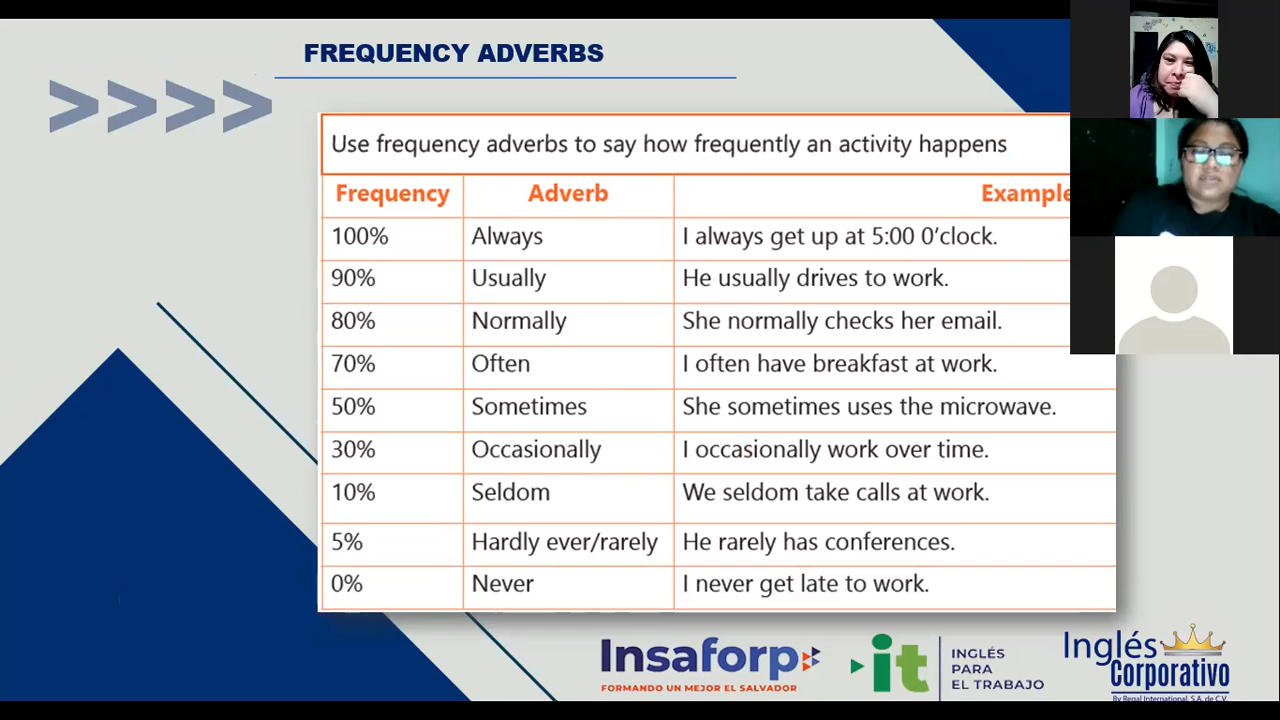 FREQUENCY ADVERBS
Use frequency adverbs to say how frequently an activity happens
Frequency Adverb Example
100% Always I always get up at 5:00 0’clock.
90% Usually He usually drives to work.
80% Normally She normally checks her email.
70% Often I often have breakfast at work.
50% Sometimes She sometimes uses the microwave.
30% Occasionally I occasionally work over time.
10% Seldom We seldom take calls at work.
5% Hardly ever/rarely He rarely has conferences.
0% Never I never get late to work.
Insaforp
FORMANDO UN MEJOR EL SALVADOR
it
INGLÉS
PARA
EL TRABAJO
Inglés
Corporativo
By Regal International, S.A. de C.V.